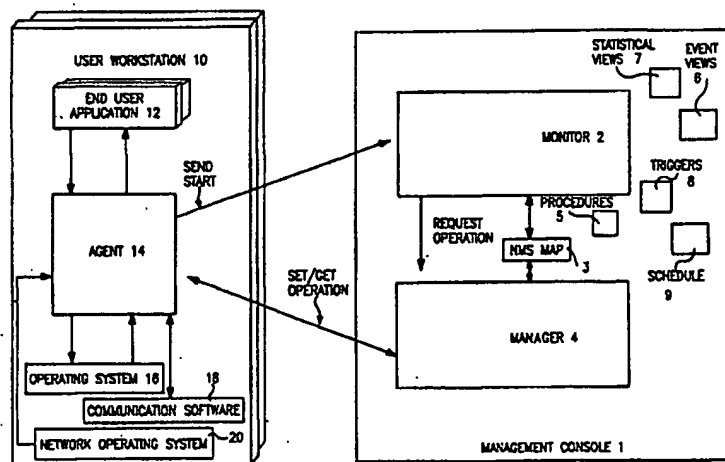 USER WORKSTATION 10
END USER
APPLICATION 12
SEND
START
AGENT 14
SET/GET
OPERATION
OPERATING SYSTEM 16
18
COMMUNICATION SOFTWARE
NETWORK OPERATING SYSTEM
20
STATISTICAL
VIEWS 7
EVENT
VIEWS
6
MONITOR 2
TRIGGERS
8
PROCEDURES
5
REQUEST
OPERATION
NMS MAP
3
SCHEDULE
9
MANAGER 4
MANAGEMENT CONSOLE 1